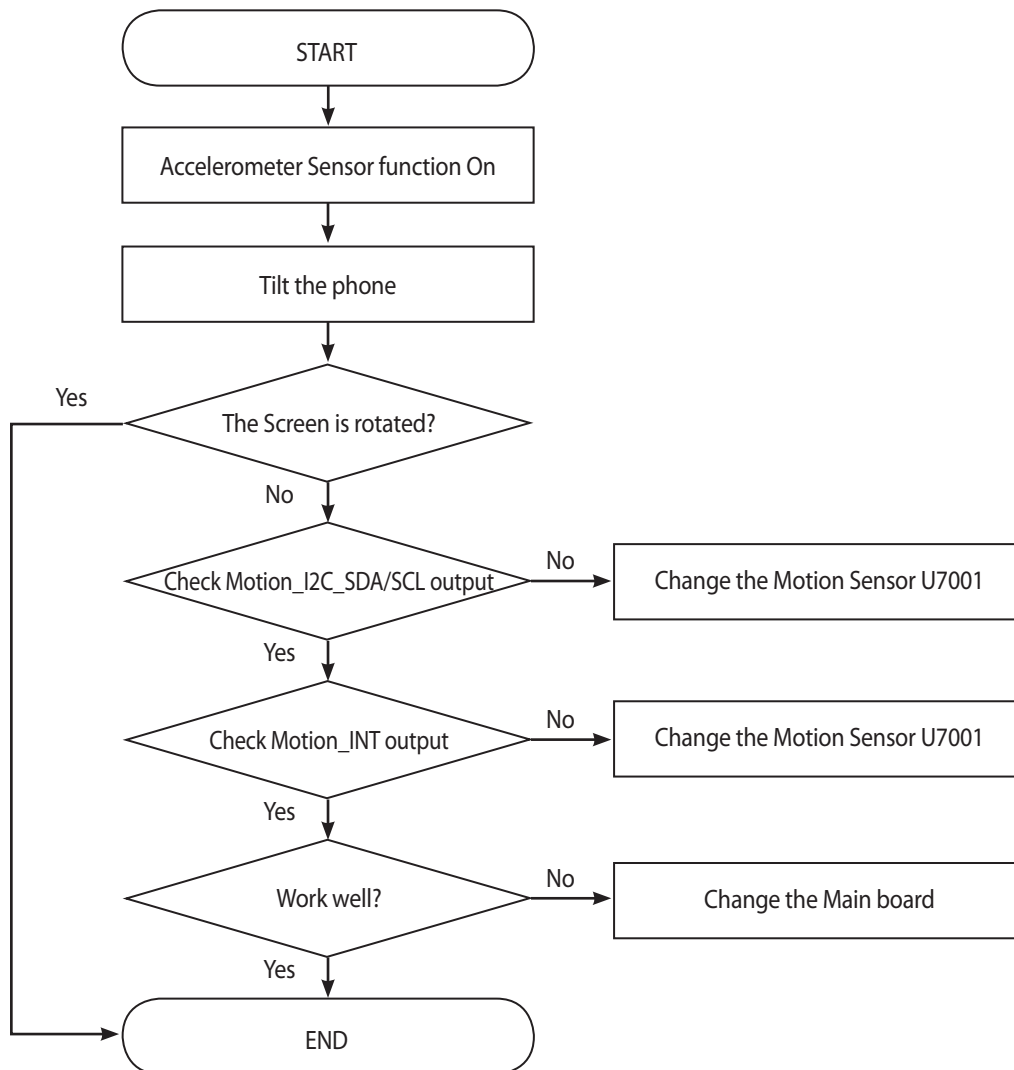 START
Accelerometer Sensor function On
Tilt the phone
Yes
The Screen is rotated?
No
Check Motion_I2C_SDA/SCL output
No
Change the Motion Sensor U7001
Yes
Check Motion_INT output
No
Change the Motion Sensor U7001
Yes
Work well?
No
Change the Main board
Yes
END